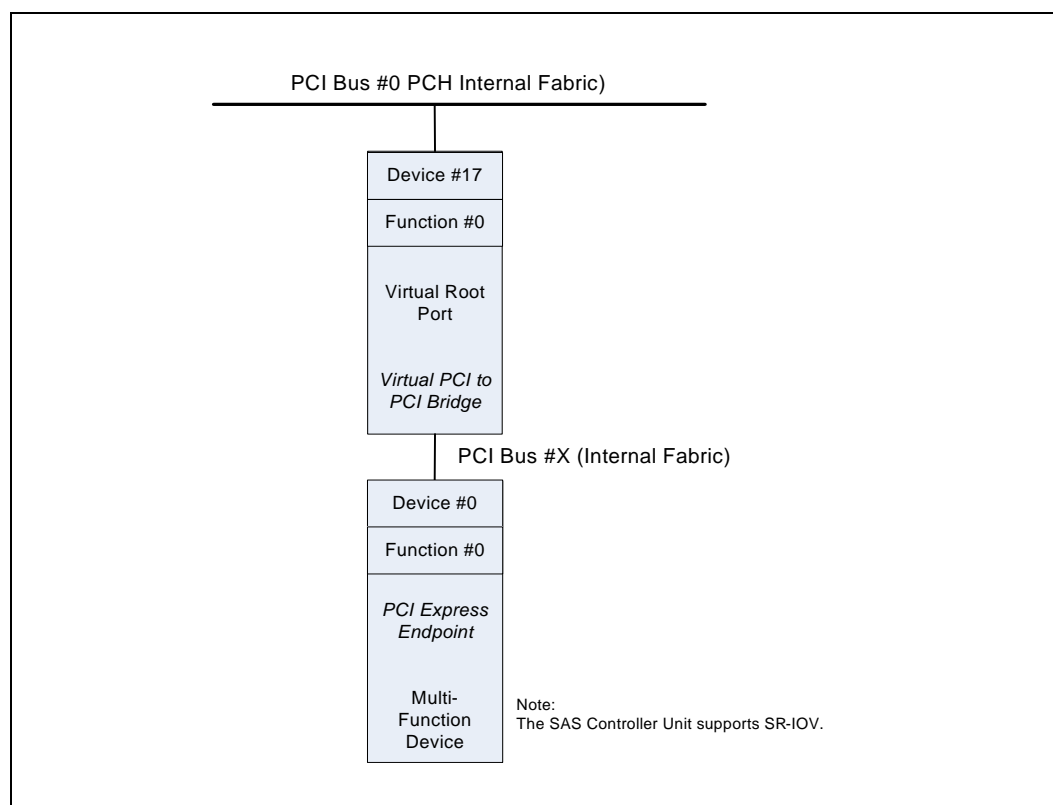 PCI Bus #0 PCH Internal Fabric)
Device #17
Function #0
Virtual Root
Port
Virtual PCI to
PCI Bridge
PCI Bus #X (Internal Fabric)
Device #0
Function #0
PCI Express
Endpoint
Multi-
Function
Device
Note:
The SAS Controller Unit supports SR-IOV.